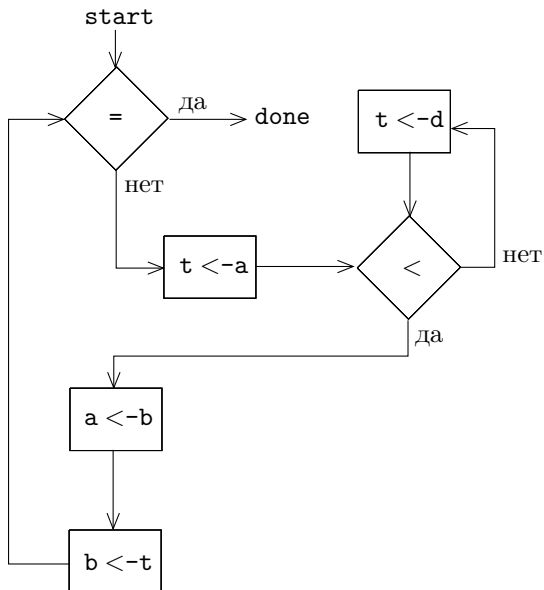 start
=
да
done
нет
t <-d
t <-a
<
нет
да
a <-b
b <-t